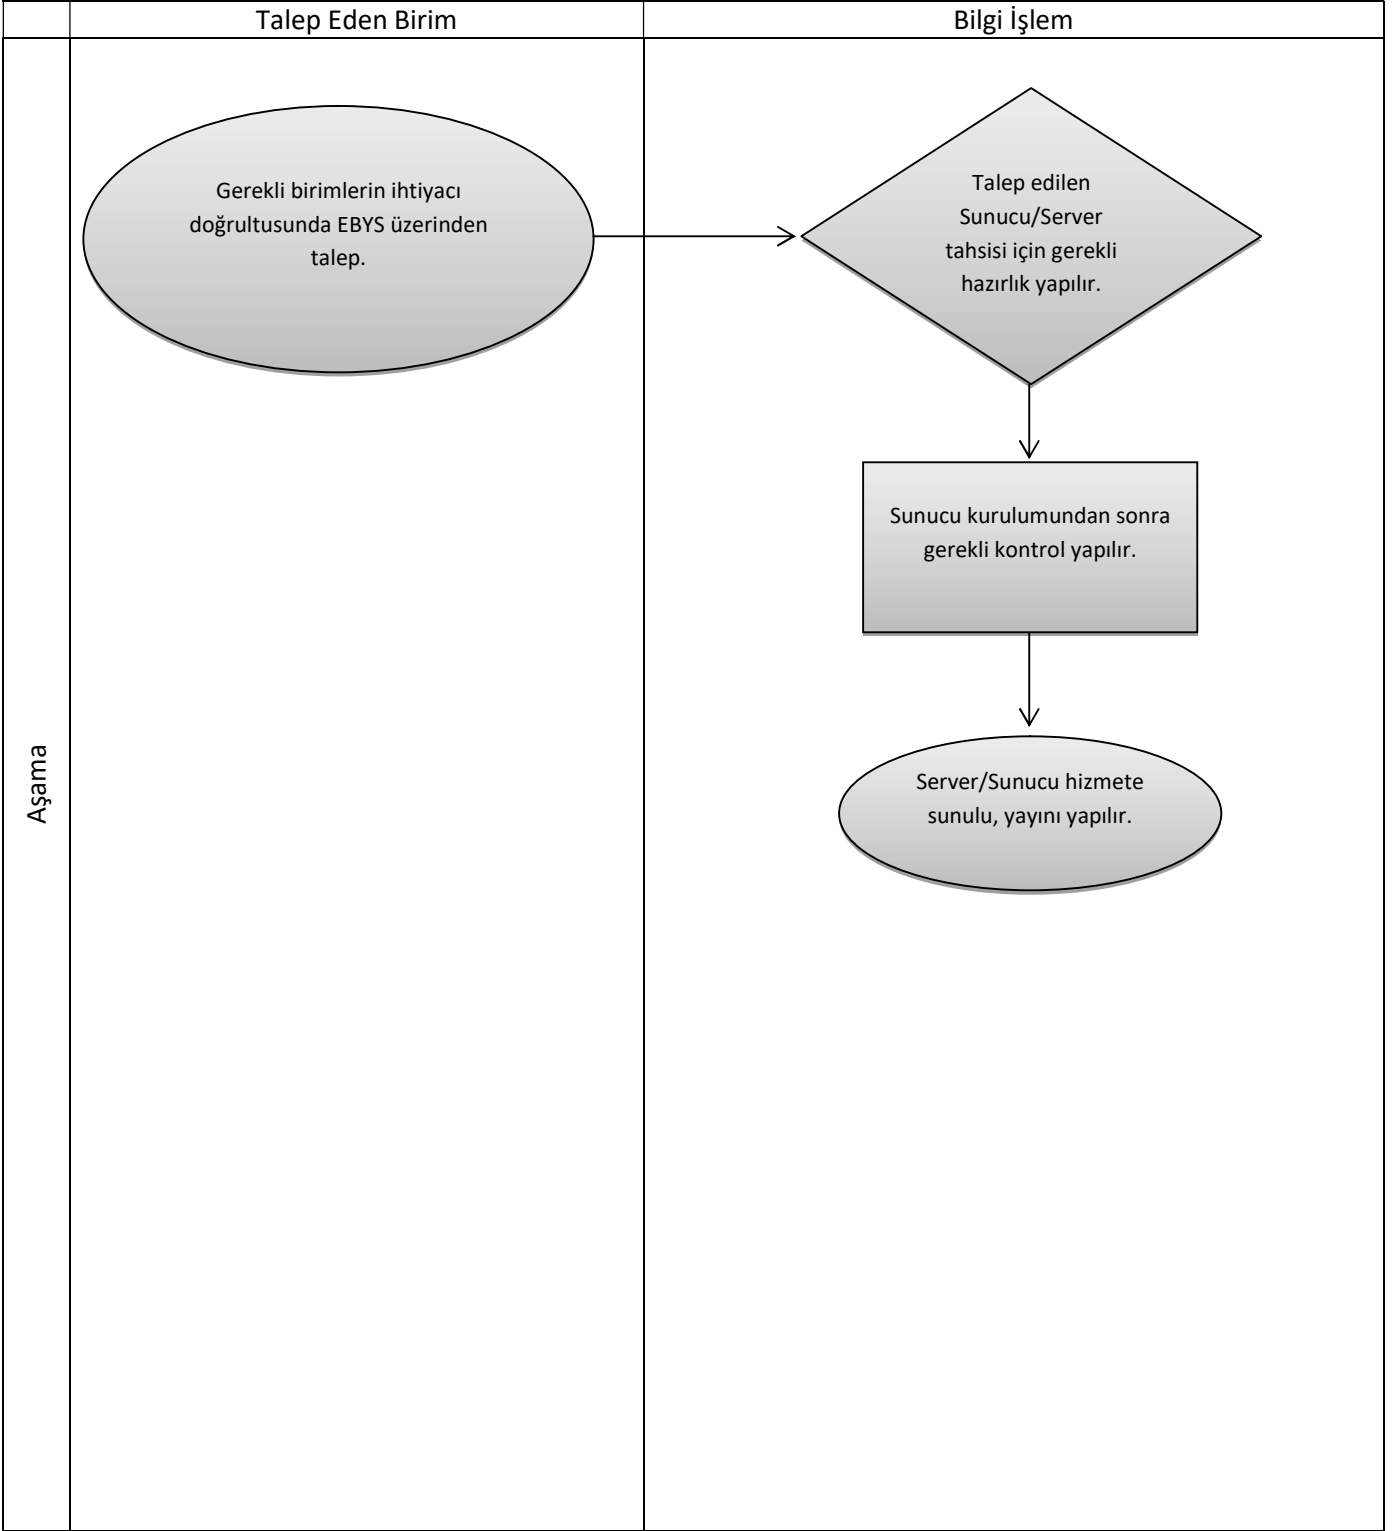 Talep Eden Birim
Bilgi İşlem
Aşama
Gerekli birimlerin ihtiyacı
doğrultusunda EBYS üzerinden
talep.
Talep edilen
Sunucu/Server
tahsisi için gerekli
hazırlık yapılır.
Sunucu kurulumundan sonra
gerekli kontrol yapılır.
Server/Sunucu hizmete
sunulu, yayını yapılır.